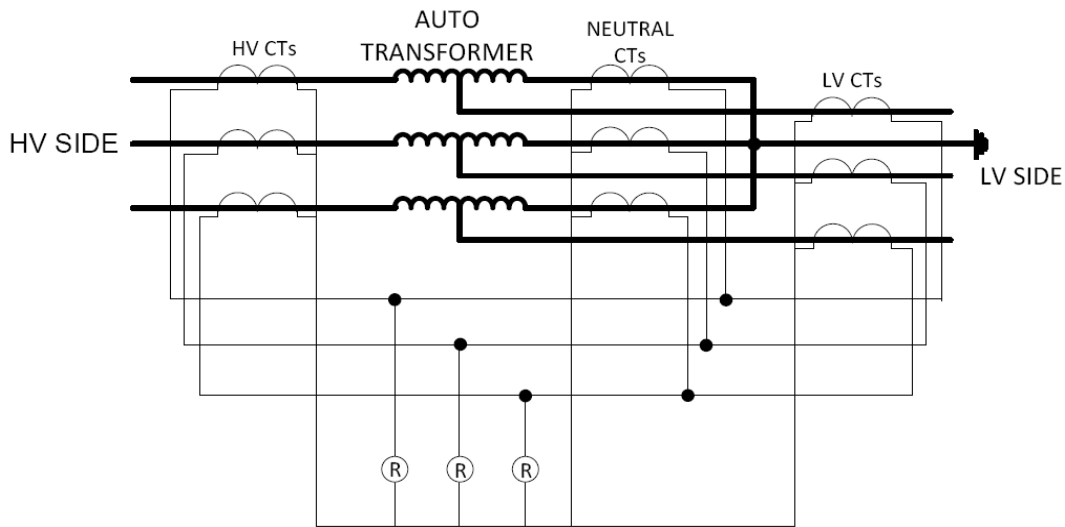 AUTO
TRANSFORMER
HV CTs
NEUTRAL
CTs
LV CTs
HV SIDE
LV SIDE
R
R
R